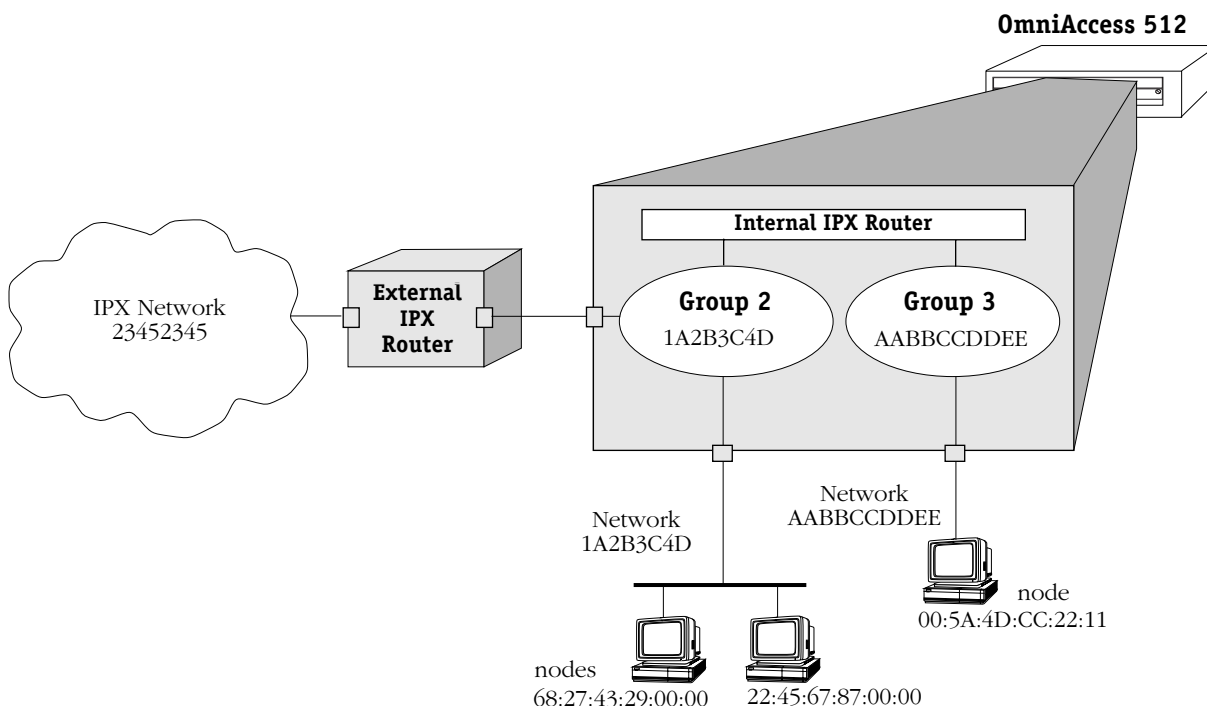 OmniAccess 512
Internal IPX Router
IPX Network
23452345
External
IPX
Router
Group 2
1A2B3C4D
Group 3
AABBCCDDEE
Network
1A2B3C4D
Network
AABBCCDDEE
node
00:5A:4D:CC:22:11
nodes
68:27:43:29:00:00
22:45:67:87:00:00